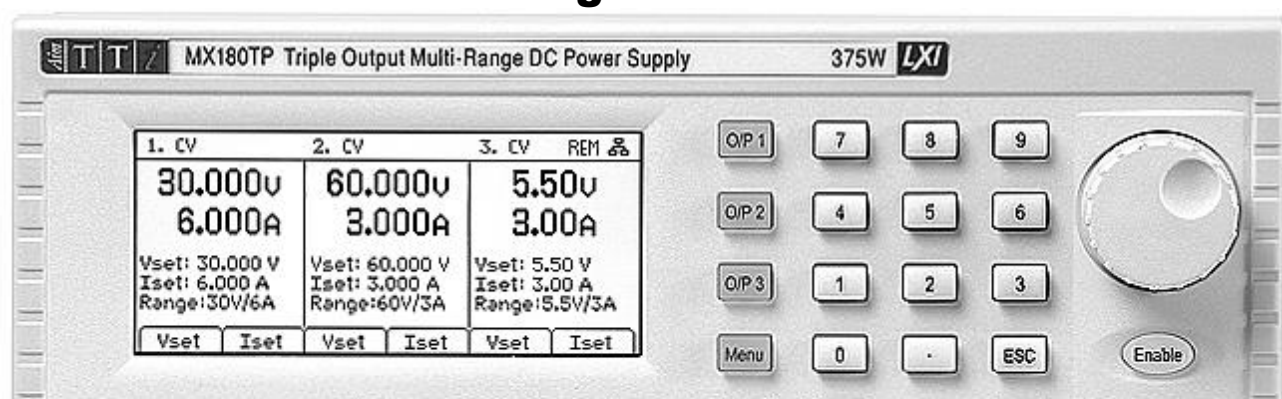 Aim TTi MX180TP Triple Output Multi-Range DC Power Supply 375W LXI
1. CV 2. CV 3. CV REM
30.000V 60.000V 5.50V
6.000A 3.000A 3.00A
Vset: 30.000 V Vset: 60.000 V Vset: 5.50 V
Iset: 6.000 A Iset: 3.000 A Iset: 3.00 A
Range:30V/6A Range:60V/3A Range:5.5V/3A
Vset Iset Vset Iset Vset Iset
O/P 1 7 8 9
O/P 2 4 5 6
O/P 3 1 2 3
Menu 0 . ESC Enable